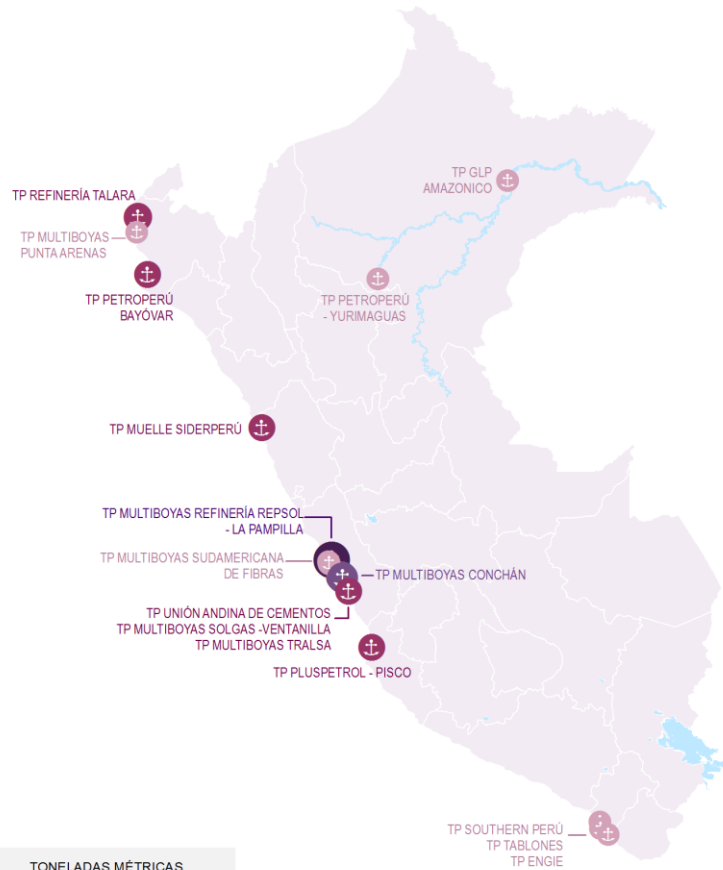 TP GLP
AMAZONICO
TP REFINERÍA TALARA
TP MULTIBOYAS
PUNTA ARENAS
TP PETROPERÚ
BAYÓVAR
TP PETROPERÚ
- YURIMAGUAS
TP MUELLE SIDERPERÚ
TP MULTIBOYAS REFINERÍA REPSOL
- LA PAMPILLA
TP MULTIBOYAS SUDAMERICANA
DE FIBRAS
TP MULTIBOYAS CONCHÁN
TP UNIÓN ANDINA DE CEMENTOS
TP MULTIBOYAS SOLGAS -VENTANILLA
TP MULTIBOYAS TRALSA
TP PLUSPETROL - PISCO
TP SOUTHERN PERÚ
TP TABLONES
TP ENGIE
TONELADAS MÉTRICAS